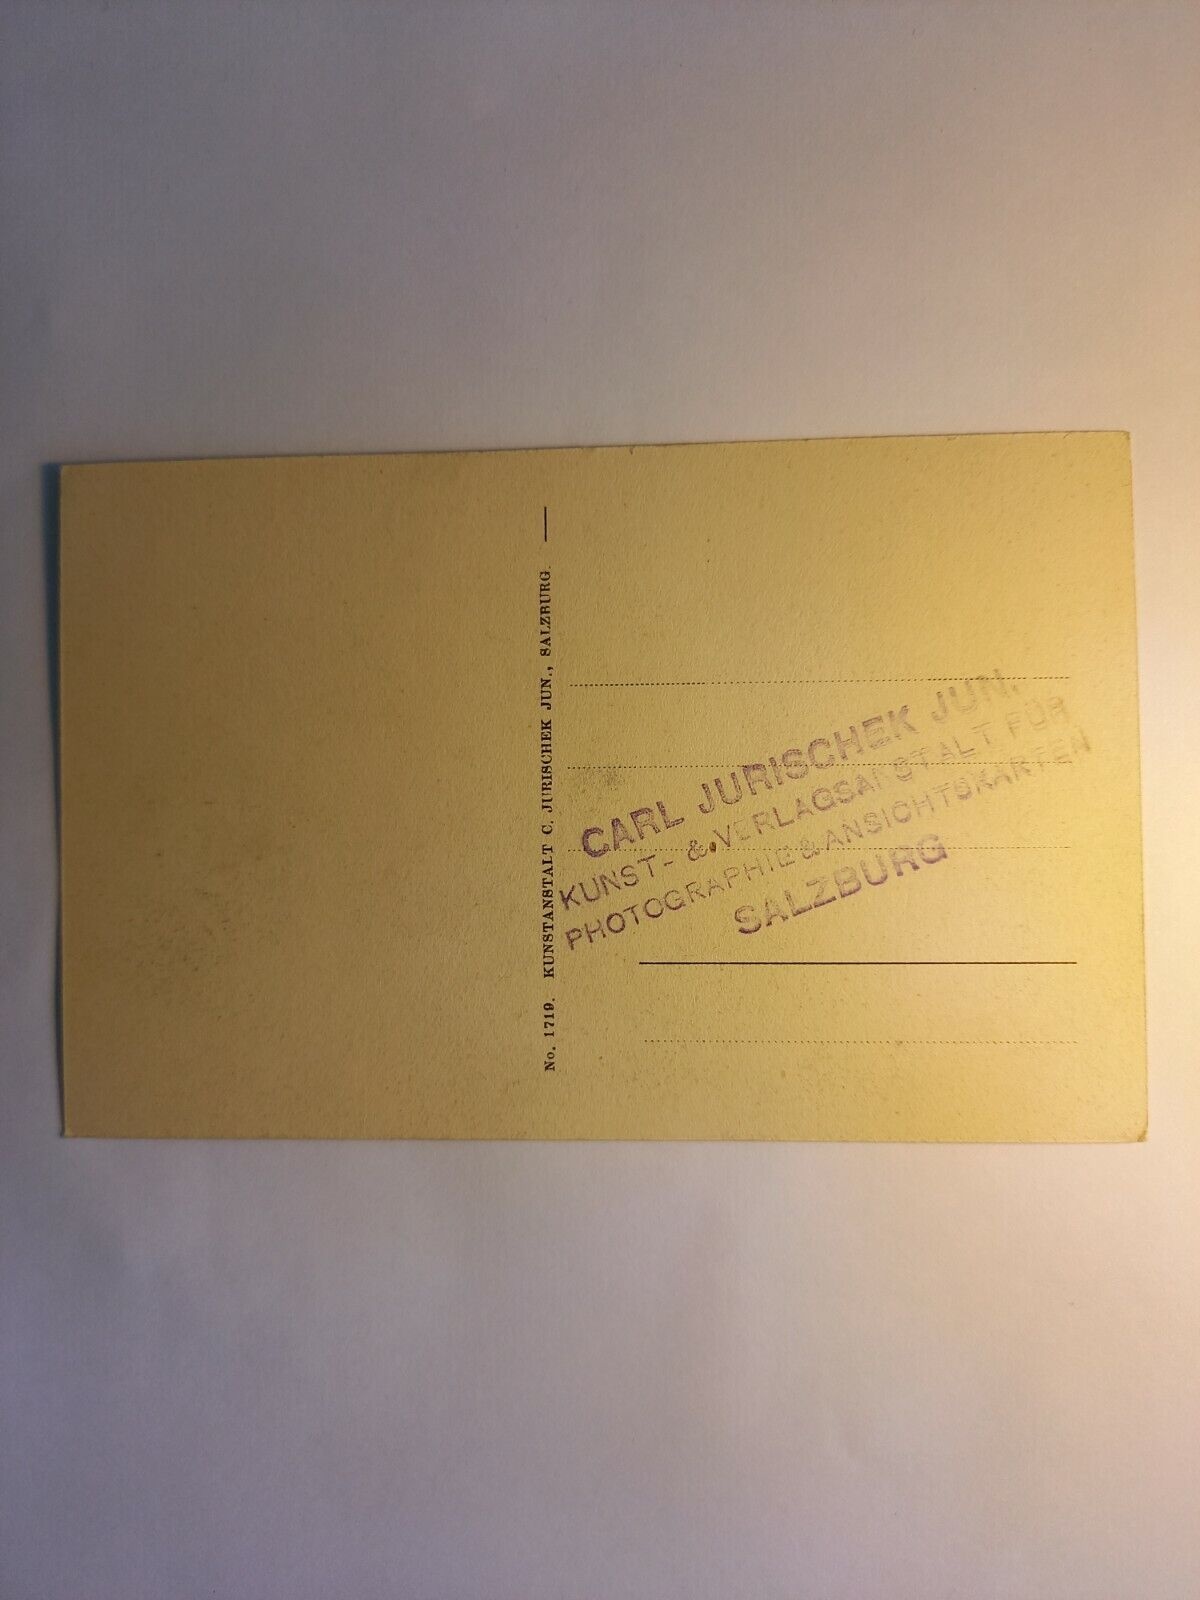 No. 1719. KUNSTANSTALT C. JURISCHEK JUN., SALZBURG.
CARL JURISCHEK JUN.
KUNST- & VERLAGSANSTALT FÜR
PHOTOGRAPHIE & ANSICHTSKARTEN
SALZBURG